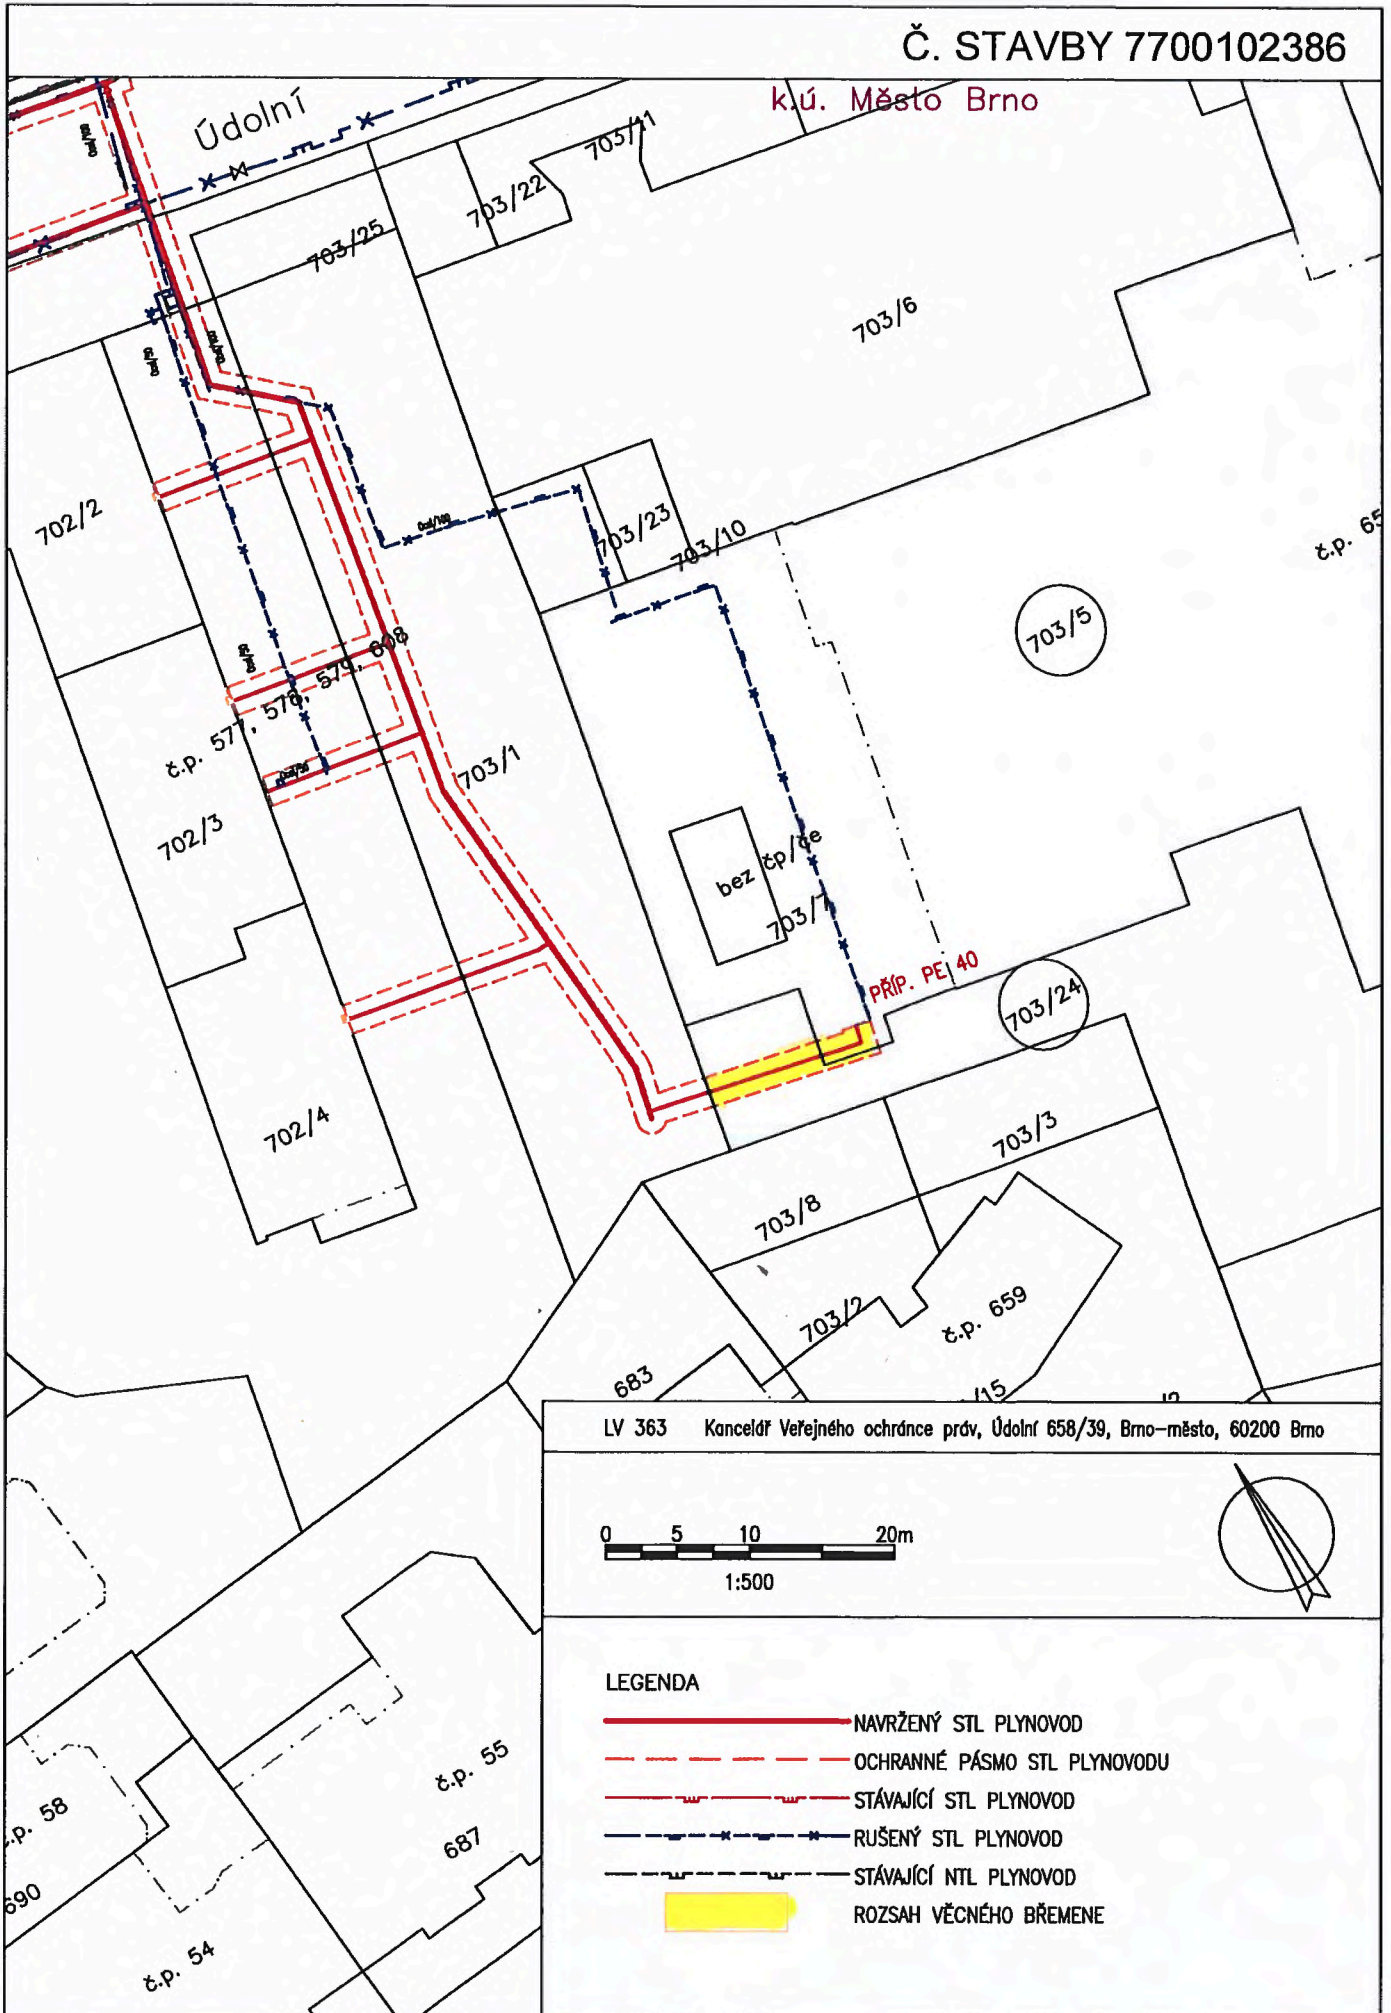 Č. STAVBY 7700102386
k.ú. Město Brno
Údolní
703/11
703/22
703/25
703/6
702/2
703/23
703/10
č.p. 65
703/5
č.p. 577, 578, 579, 608
703/1
702/3
bez čp/če
703/7
PŘÍP. PE 40
703/24
702/4
703/3
703/8
703/2
č.p. 659
683
/15
LV 363 Kancelář Veřejného ochránce práv, Údolní 658/39, Brno-město, 60200 Brno
0 5 10 20m
1:500
LEGENDA
NAVRŽENÝ STL PLYNOVOD
OCHRANNÉ PÁSMO STL PLYNOVODU
STÁVAJÍCÍ STL PLYNOVOD
RUŠENÝ STL PLYNOVOD
STÁVAJÍCÍ NTL PLYNOVOD
ROZSAH VĚCNÉHO BŘEMENE
č.p. 55
.p. 58
687
690
č.p. 54